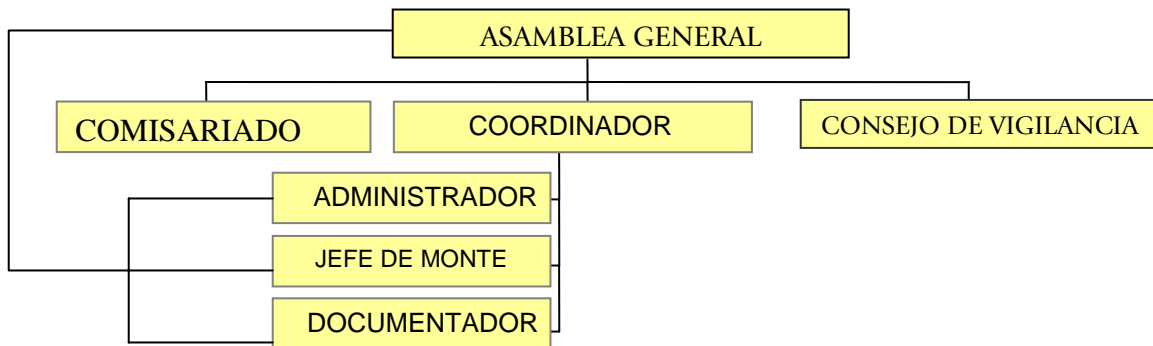 ASAMBLEA GENERAL
COMISARIADO
COORDINADOR
CONSEJO DE VIGILANCIA
ADMINISTRADOR
JEFE DE MONTE
DOCUMENTADOR